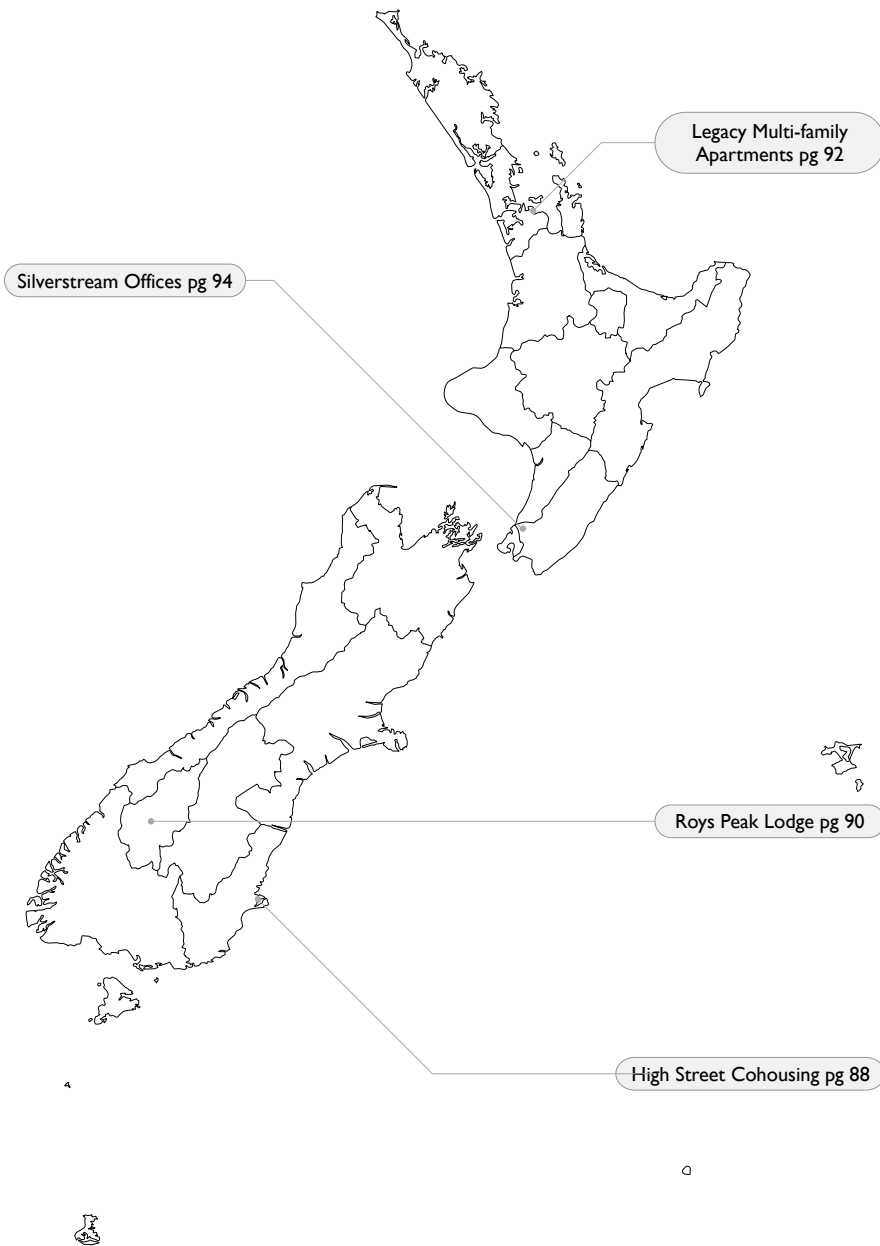 Legacy Multi-family
Apartments pg 92
Silverstream Offices pg 94
Roys Peak Lodge pg 90
High Street Cohousing pg 88